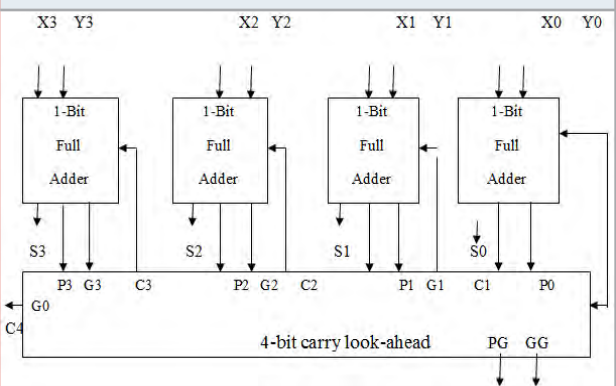 X3 Y3 X2 Y2 X1 Y1 X0 Y0
1-Bit 1-Bit 1-Bit 1-Bit
Full Full Full Full
Adder Adder Adder Adder
S3 S2 S1 S0
P3 G3 C3 P2 G2 C2 P1 G1 C1 P0
G0
C4
4-bit carry look-ahead PG GG